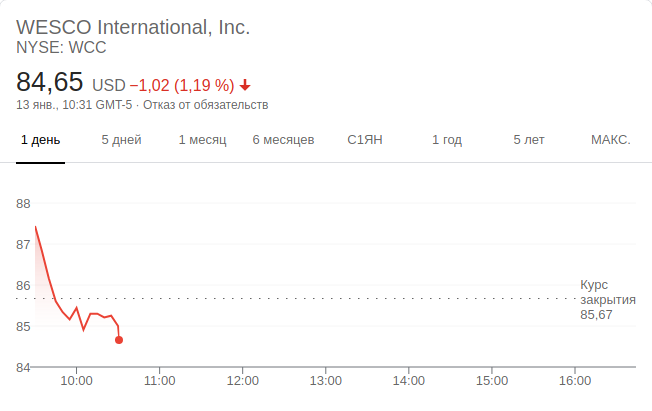 WESCO International, Inc.
NYSE: WCC
84,65 USD −1,02 (1,19 %)
13 янв., 10:31 GMT-5 · Отказ от обязательств
1 день 5 дней 1 месяц 6 месяцев С1ЯН 1 год 5 лет МАКС.
88
87
86
Курс
закрытия
85,67
85
84
10:00 11:00 12:00 13:00 14:00 15:00 16:00